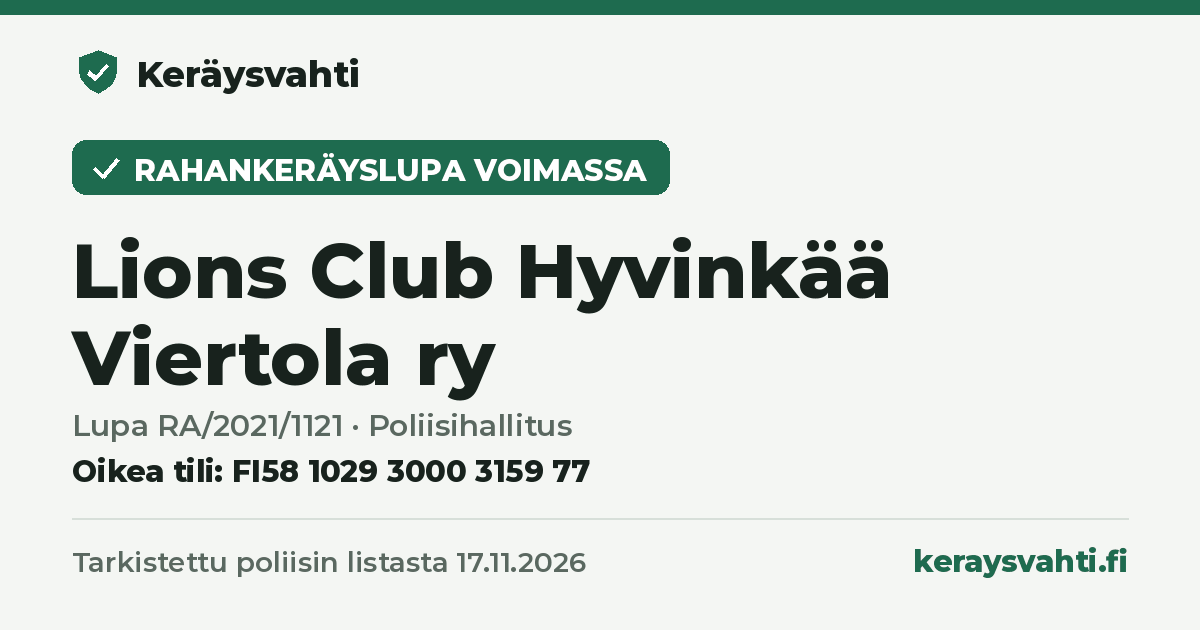 Keräysvahti
RAHANKERÄYSLUPA VOIMASSA
Lions Club Hyvinkää
Viertola ry
Lupa RA/2021/1121 · Poliisihallitus
Oikea tili: FI58 1029 3000 3159 77
Tarkistettu poliisin listasta 17.11.2026
keraysvahti.fi